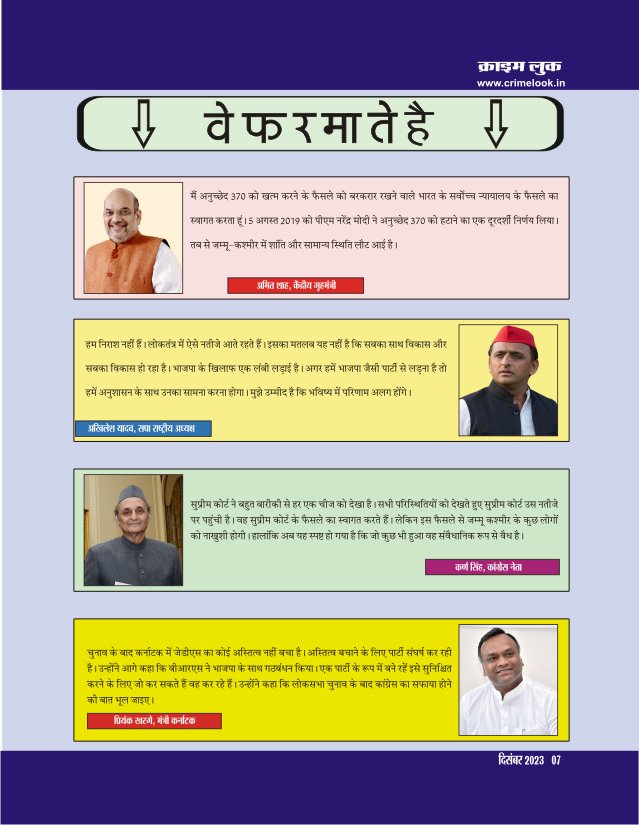 क्राइम लुक
www.crimelook.in
वे फरमाते है
मैं अनुच्छेद 370 को खत्म करने के फैसले को बरकरार रखने वाले भारत के सर्वोच्च न्यायालय के फैसले का
स्वागत करता हूं। 5 अगस्त 2019 को पीएम नरेंद्र मोदी ने अनुच्छेद 370 को हटाने का एक दूरदर्शी निर्णय लिया।
तब से जम्मू-कश्मीर में शांति और सामान्य स्थिति लौट आई है।
अमित शाह, केंद्रीय गृहमंत्री
हम निराश नहीं हैं। लोकतंत्र में ऐसे नतीजे आते रहते हैं। इसका मतलब यह नहीं है कि सबका साथ विकास और
सबका विकास हो रहा है। भाजपा के खिलाफ एक लंबी लड़ाई है। अगर हमें भाजपा जैसी पार्टी से लड़ना है तो
हमें अनुशासन के साथ उनका सामना करना होगा। मुझे उम्मीद है कि भविष्य में परिणाम अलग होंगे।
अखिलेश यादव, सपा राष्ट्रीय अध्यक्ष
सुप्रीम कोर्ट ने बहुत बारीकी से हर एक चीज को देखा है। सभी परिस्थितियों को देखते हुए सुप्रीम कोर्ट उस नतीजे
पर पहुंची है। वह सुप्रीम कोर्ट के फैसले का स्वागत करते हैं। लेकिन इस फैसले से जम्मू कश्मीर के कुछ लोगों
को नाखुशी होगी। हालांकि अब यह स्पष्ट हो गया है कि जो कुछ भी हुआ वह संवैधानिक रूप से वैध है।
कर्ण सिंह, कांग्रेस नेता
चुनाव के बाद कर्नाटक में जेडीएस का कोई अस्तित्व नहीं बचा है। अस्तित्व बचाने के लिए पार्टी संघर्ष कर रही
है। उन्होंने आगे कहा कि बीआरएस ने भाजपा के साथ गठबंधन किया। एक पार्टी के रूप में बने रहें इसे सुनिश्चित
करने के लिए जो कर सकते हैं वह कर रहे हैं। उन्होंने कहा कि लोकसभा चुनाव के बाद कांग्रेस का सफाया होने
की बात भूल जाइए।
प्रियंक खरगे, मंत्री कर्नाटक
दिसंबर 2023 07